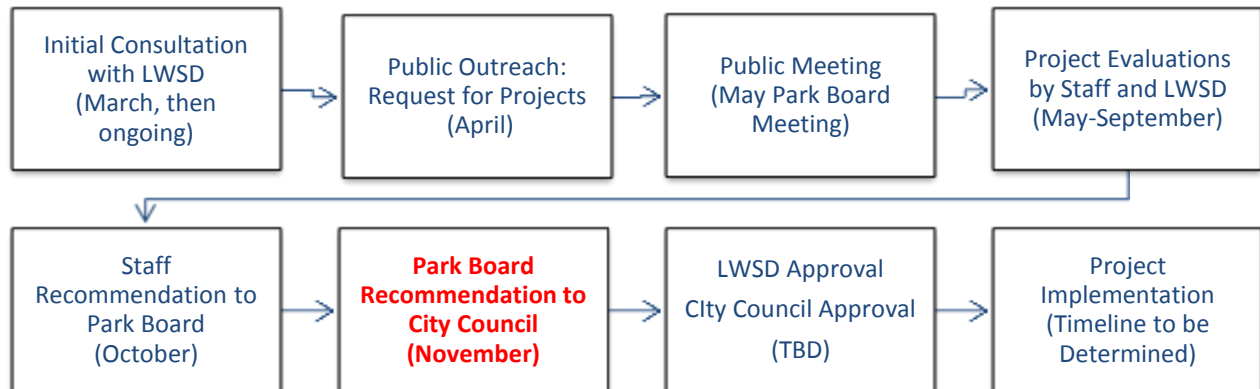 Initial Consultation
with LWSD
(March, then
ongoing)
Public Outreach:
Request for Projects
(April)
Public Meeting
(May Park Board
Meeting)
Project Evaluations
by Staff and LWSD
(May-September)
Staff
Recommendation to
Park Board
(October)
Park Board
Recommendation to
City Council
(November)
LWSD Approval
CIty Council Approval
(TBD)
Project
Implementation
(Timeline to be
Determined)